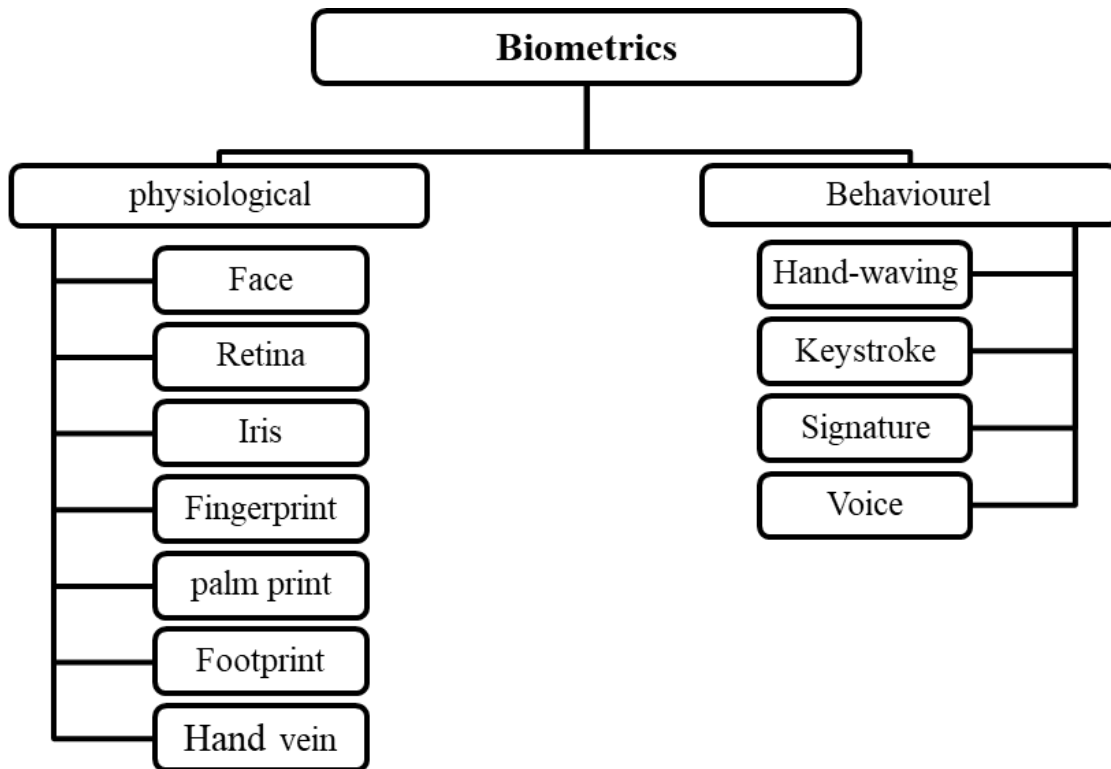 Biometrics
physiological
Face
Retina
Iris
Fingerprint
palm print
Footprint
Hand vein
Behaviourel
Hand-waving
Keystroke
Signature
Voice